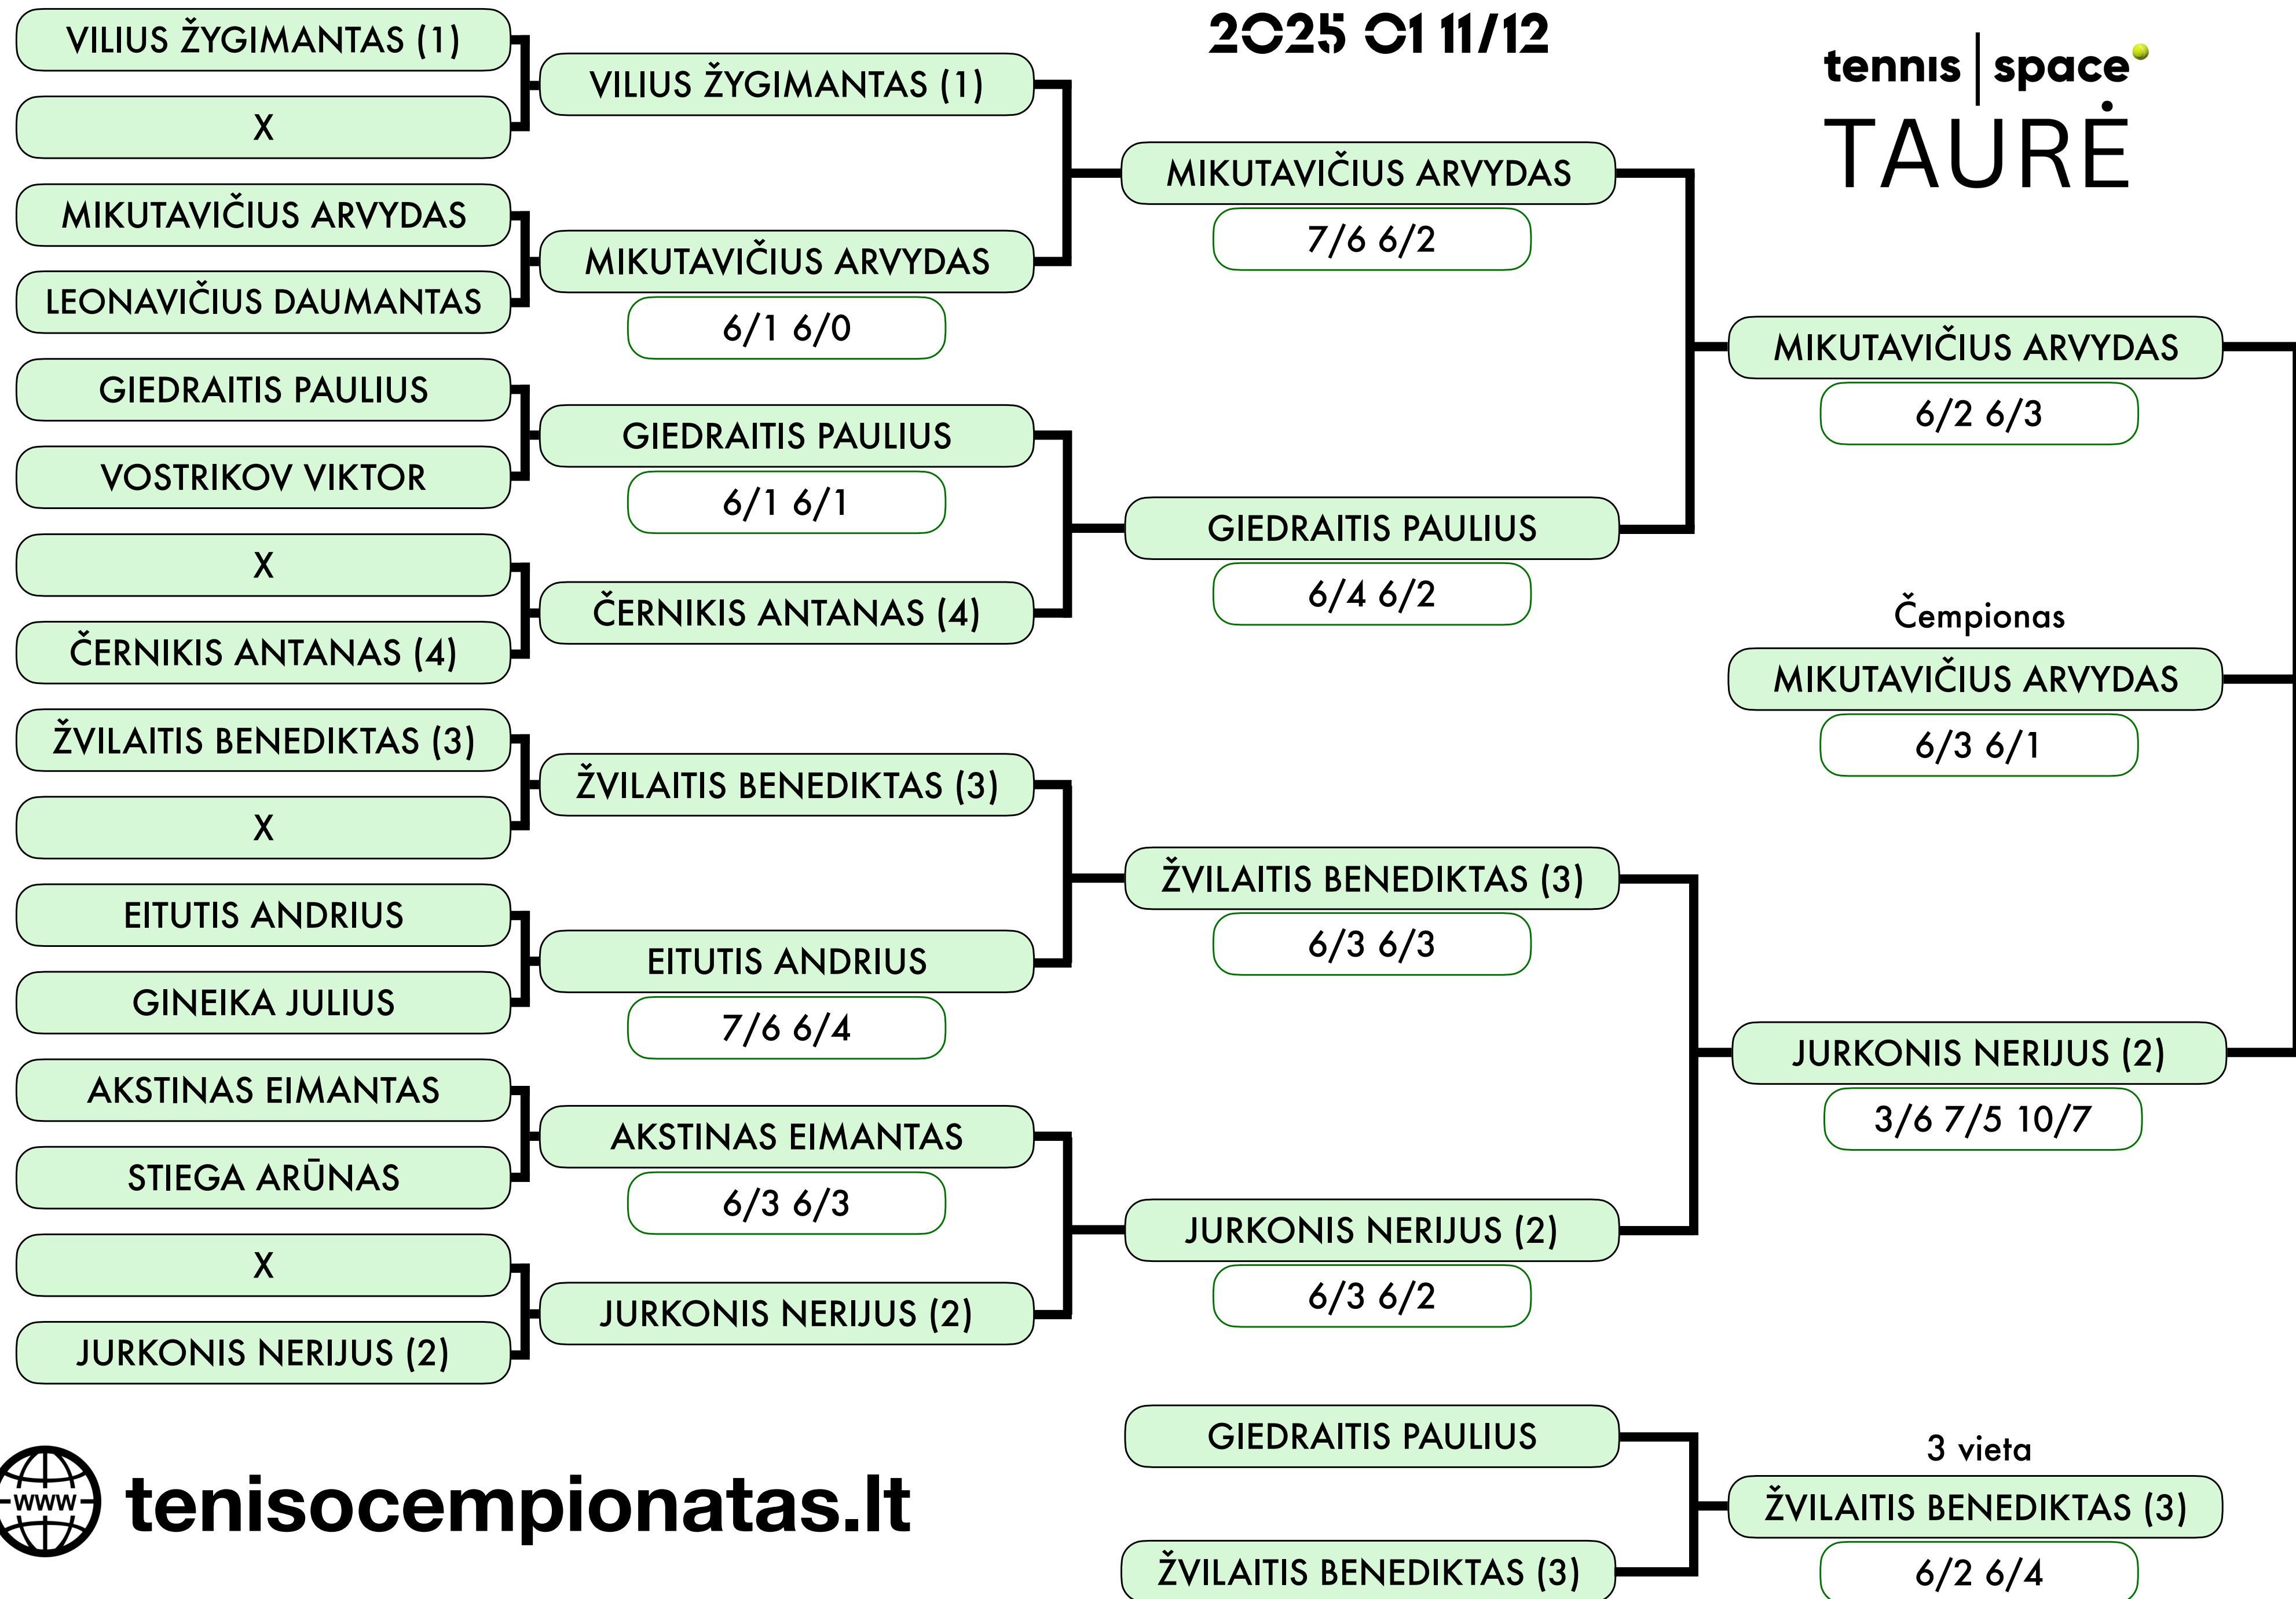 2025 01 11/12
tennis | space
TAURĖ
VILIUS ŽYGIMANTAS (1)
X
MIKUTAVIČIUS ARVYDAS
LEONAVIČIUS DAUMANTAS
GIEDRAITIS PAULIUS
VOSTRIKOV VIKTOR
X
ČERNIKIS ANTANAS (4)
ŽVILAITIS BENEDIKTAS (3)
X
EITUTIS ANDRIUS
GINEIKA JULIUS
AKSTINAS EIMANTAS
STIEGA ARŪNAS
X
JURKONIS NERIJUS (2)
VILIUS ŽYGIMANTAS (1)
MIKUTAVIČIUS ARVYDAS
6/1 6/0
GIEDRAITIS PAULIUS
6/1 6/1
ČERNIKIS ANTANAS (4)
ŽVILAITIS BENEDIKTAS (3)
EITUTIS ANDRIUS
7/6 6/4
AKSTINAS EIMANTAS
6/3 6/3
JURKONIS NERIJUS (2)
MIKUTAVIČIUS ARVYDAS
7/6 6/2
GIEDRAITIS PAULIUS
6/4 6/2
ŽVILAITIS BENEDIKTAS (3)
6/3 6/3
JURKONIS NERIJUS (2)
6/3 6/2
MIKUTAVIČIUS ARVYDAS
6/2 6/3
Čempionas
MIKUTAVIČIUS ARVYDAS
6/3 6/1
JURKONIS NERIJUS (2)
3/6 7/5 10/7
GIEDRAITIS PAULIUS
ŽVILAITIS BENEDIKTAS (3)
3 vieta
ŽVILAITIS BENEDIKTAS (3)
6/2 6/4
www
tenisocempionatas.lt